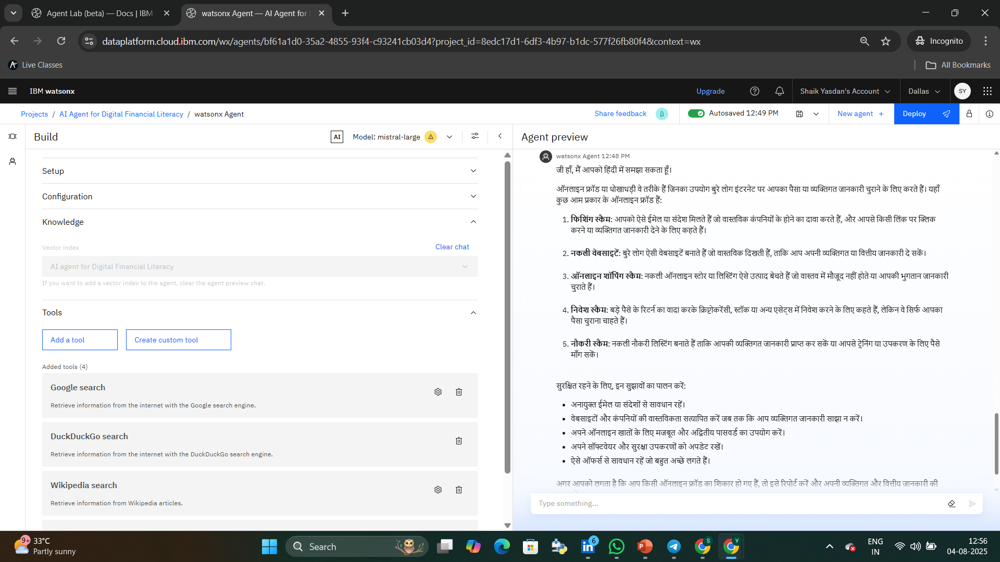 Agent Lab (beta) — Docs | IBM
watsonx Agent — AI Agent for
dataplatform.cloud.ibm.com/wx/agents/bf61a1d0-35a2-4855-93f4-c93241cb03d4?project_id=8edc17d1-6df3-4b97-b1dc-577f26fb80f4&context=wx
Incognito
Live Classes
All Bookmarks
IBM watsonx
Upgrade
Shaik Yasdan's Account
Dallas
SY
Projects / AI Agent for Digital Financial Literacy / watsonx Agent
Share feedback
β
Autosaved 12:49 PM
New agent +
Deploy
Build
AI
Model: mistral-large
Agent preview
Setup
Configuration
Knowledge
Vector index
Clear chat
AI agent for Digital Financial Literacy
If you want to add a vector index to the agent, clear the agent preview chat.
Tools
Add a tool
Create custom tool
Added tools (4)
Google search
Retrieve information from the internet with the Google search engine.
DuckDuckGo search
Retrieve information from the internet with the DuckDuckGo search engine.
Wikipedia search
Retrieve information from Wikipedia articles.
watsonx Agent 12:48 PM
जी हाँ, मैं आपको हिंदी में समझा सकता हूँ।
ऑनलाइन फ्रॉड या धोखाधड़ी वे तरीके हैं जिनका उपयोग बुरे लोग इंटरनेट पर आपका पैसा या व्यक्तिगत जानकारी चुराने के लिए करते हैं। यहाँ
कुछ आम प्रकार के ऑनलाइन फ्रॉड हैं:
1. फिशिंग स्कैम: आपको ऐसे ईमेल या संदेश मिलते हैं जो वास्तविक कंपनियों के होने का दावा करते हैं, और आपसे किसी लिंक पर क्लिक
करने या व्यक्तिगत जानकारी देने के लिए कहते हैं।
2. नकली वेबसाइटें: बुरे लोग ऐसी वेबसाइटें बनाते हैं जो वास्तविक दिखती हैं, ताकि आप अपनी व्यक्तिगत या वित्तीय जानकारी दे सकें।
3. ऑनलाइन शॉपिंग स्कैम: नकली ऑनलाइन स्टोर या लिस्टिंग ऐसे उत्पाद बेचते हैं जो वास्तव में मौजूद नहीं होते या आपकी भुगतान जानकारी
चुराते हैं।
4. निवेश स्कैम: बड़े पैसे के रिटर्न का वादा करके क्रिप्टोकरेंसी, स्टॉक या अन्य एसेट्स में निवेश करने के लिए कहते हैं, लेकिन वे सिर्फ आपका
पैसा चुराना चाहते हैं।
5. नौकरी स्कैम: नकली नौकरी लिस्टिंग बनाते हैं ताकि आपकी व्यक्तिगत जानकारी प्राप्त कर सकें या आपसे ट्रेनिंग या उपकरण के लिए पैसे
माँग सकें।
सुरक्षित रहने के लिए, इन सुझावों का पालन करें:
• अनायुक्त ईमेल या संदेशों से सावधान रहें।
• वेबसाइटों और कंपनियों की वास्तविकता सत्यापित करें जब तक कि आप व्यक्तिगत जानकारी साझा न करें।
• अपने ऑनलाइन खातों के लिए मजबूत और अद्वितीय पासवर्ड का उपयोग करें।
• अपने सॉफ्टवेयर और सुरक्षा उपकरणों को अपडेट रखें।
• ऐसे ऑफर्स से सावधान रहें जो बहुत अच्छे लगते हैं।
अगर आपको लगता है कि आप किसी ऑनलाइन फ्रॉड का शिकार हो गए हैं, तो इसे रिपोर्ट करें और अपनी व्यक्तिगत और वित्तीय जानकारी की
Type something...
9+
33°C
Partly sunny
Search
6
S
Y
ENG
IN
12:56
04-08-2025